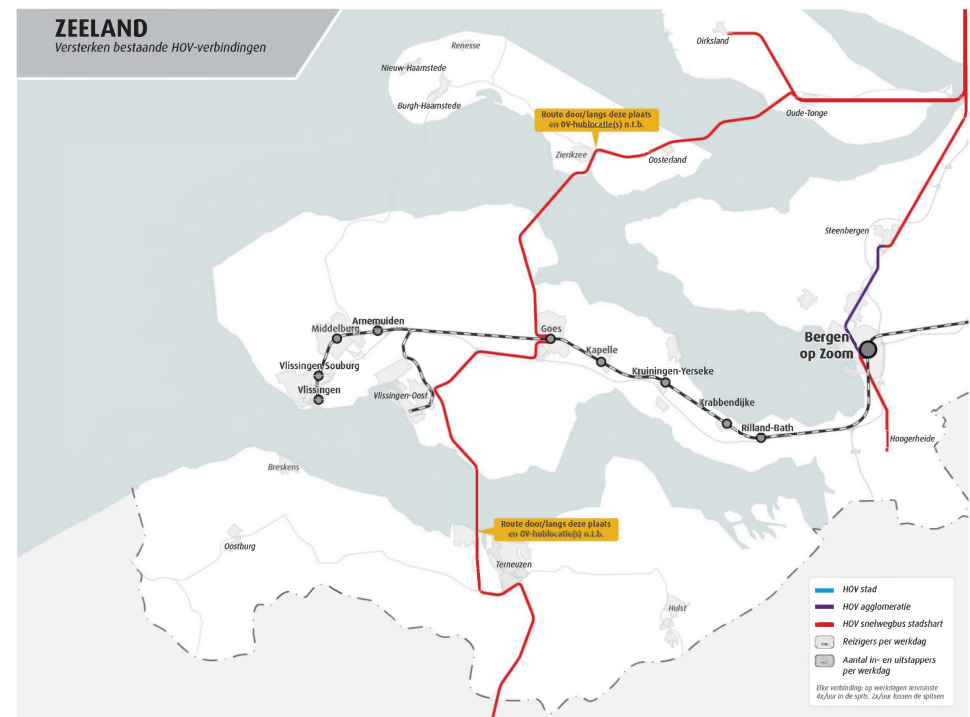 ZEELAND
Versterken bestaande HOV-verbindingen
Renesse
Nieuw-Haamstede
Burgh-Haamstede
Dirksland
Oude-Tonge
Route door/langs deze plaats
en OV-hublocatie(s) n.t.b.
Zierikzee
Oosterland
Steenbergen
Arnemuiden
Middelburg
Goes
Bergen
op Zoom
Kapelle
Vlissingen-Souburg
Kruiningen-Yerseke
Vlissingen
Vlissingen-Oost
Krabbendijke
Rilland-Bath
Hoogerheide
Breskens
Route door/langs deze plaats
en OV-hublocatie(s) n.t.b.
Oostburg
Terneuzen
Hulst
HOV stad
HOV agglomeratie
HOV snelwegbus stadshart
Reizigers per werkdag
Aantal in- en uitstappers
per werkdag
Elke verbinding: op werkdagen tenminste
4x/uur in de spits, 2x/uur tussen de spitsen